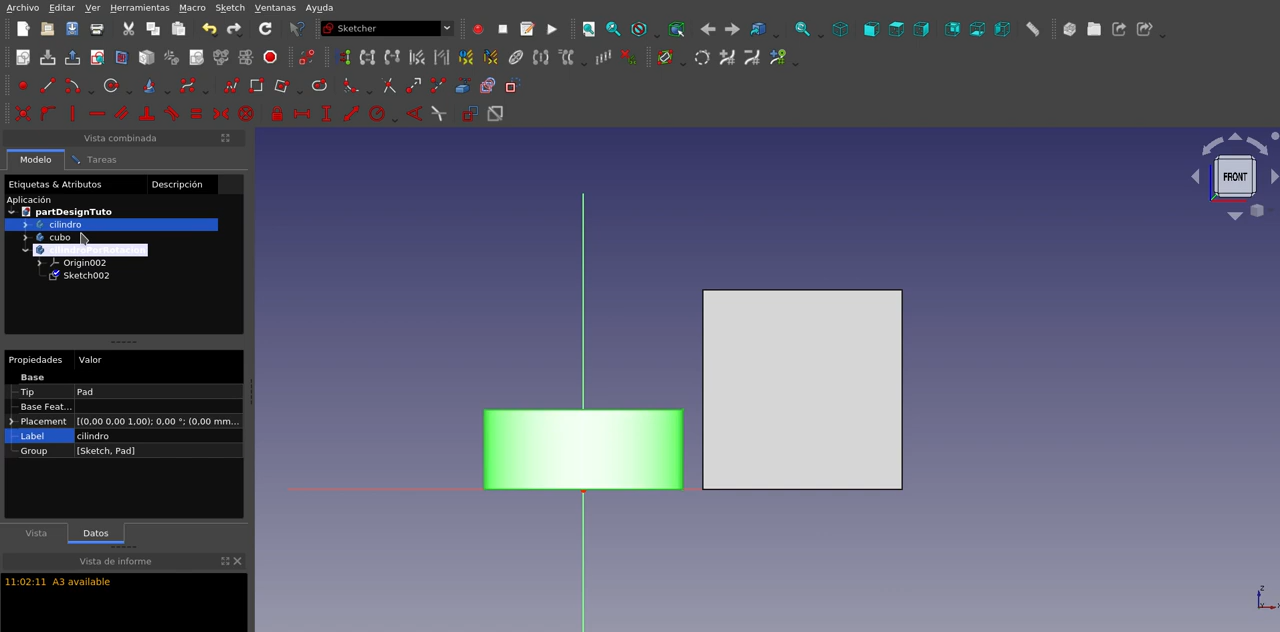 Archivo Editar Ver Herramientas Macro Sketch Ventanas Ayuda
Sketcher
Vista combinada
Modelo Tareas
Etiquetas & Atributos Descripción
Aplicación
partDesignTuto
cilindro
cubo
Origin002
Sketch002
Propiedades Valor
Base
Tip Pad
Base Feat...
Placement [(0,00 0,00 1,00); 0,00 °; (0,00 mm...
Label cilindro
Group [Sketch, Pad]
Vista Datos
Vista de informe
11:02:11 A3 available
FRONT
z